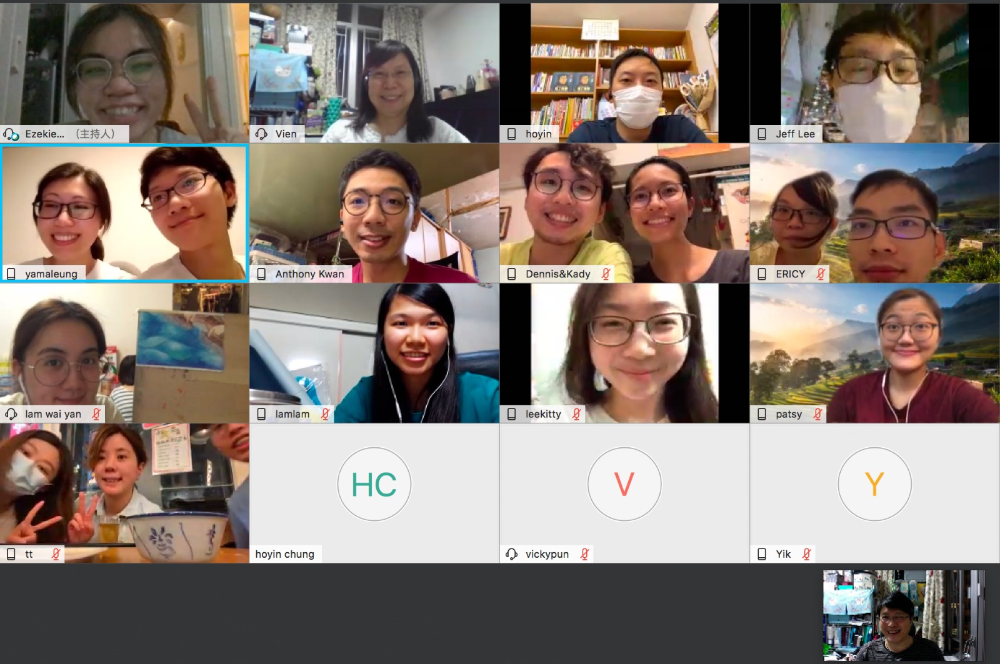 Ezekie... （主持人）
Vien
hoyin
Jeff Lee
yamaleung
Anthony Kwan
Dennis&Kady
ERICY
lam wai yan
lamlam
leekitty
patsy
tt
HC
hoyin chung
V
vickypun
Y
Yik